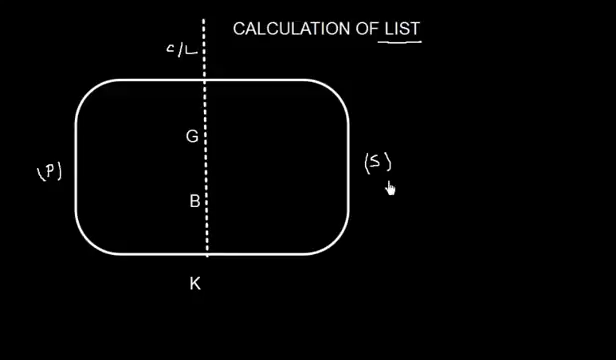 CALCULATION OF LIST
C/L
G
(P)
(S)
B
K